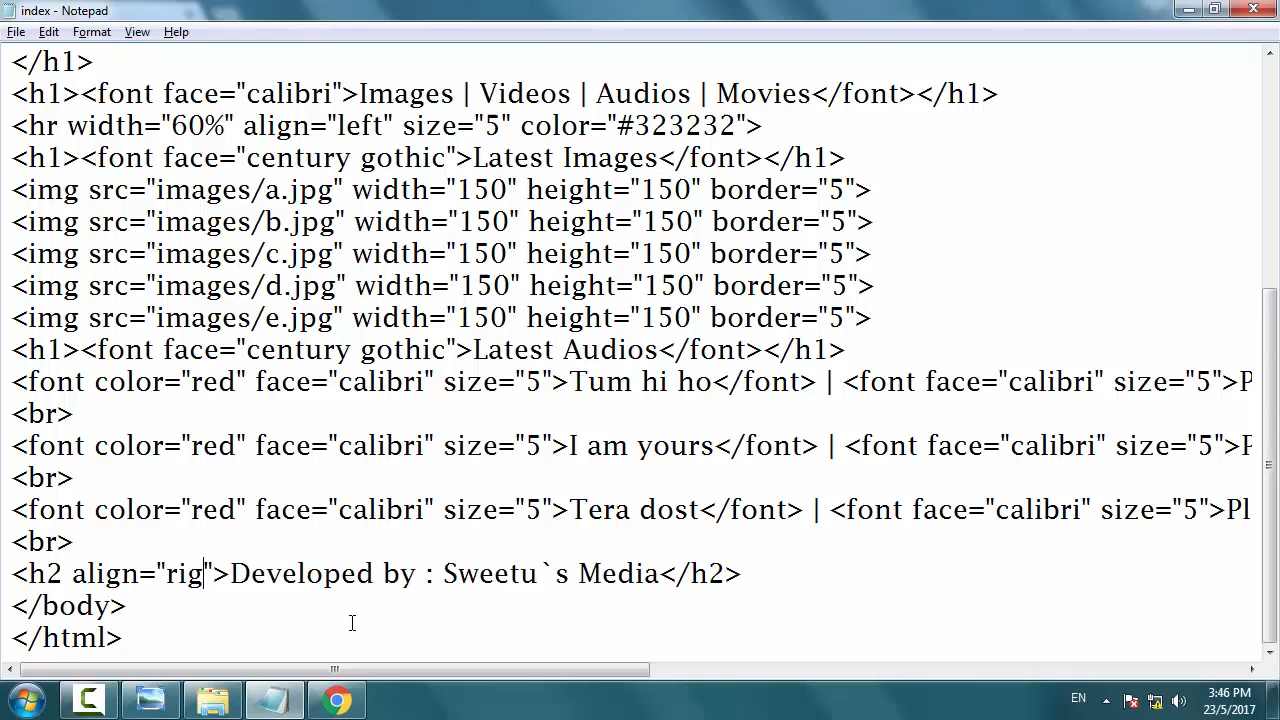 index - Notepad
File Edit Format View Help
</h1>
<h1><font face="calibri">Images | Videos | Audios | Movies</font></h1>
<hr width="60%" align="left" size="5" color="#323232">
<h1><font face="century gothic">Latest Images</font></h1>
<img src="images/a.jpg" width="150" height="150" border="5">
<img src="images/b.jpg" width="150" height="150" border="5">
<img src="images/c.jpg" width="150" height="150" border="5">
<img src="images/d.jpg" width="150" height="150" border="5">
<img src="images/e.jpg" width="150" height="150" border="5">
<h1><font face="century gothic">Latest Audios</font></h1>
<font color="red" face="calibri" size="5">Tum hi ho</font> | <font face="calibri" size="5">P
<br>
<font color="red" face="calibri" size="5">I am yours</font> | <font face="calibri" size="5">P
<br>
<font color="red" face="calibri" size="5">Tera dost</font> | <font face="calibri" size="5">Pl
<br>
<h2 align="rig">Developed by : Sweetu`s Media</h2>
</body>
</html>
EN
3:46 PM
23/5/2017